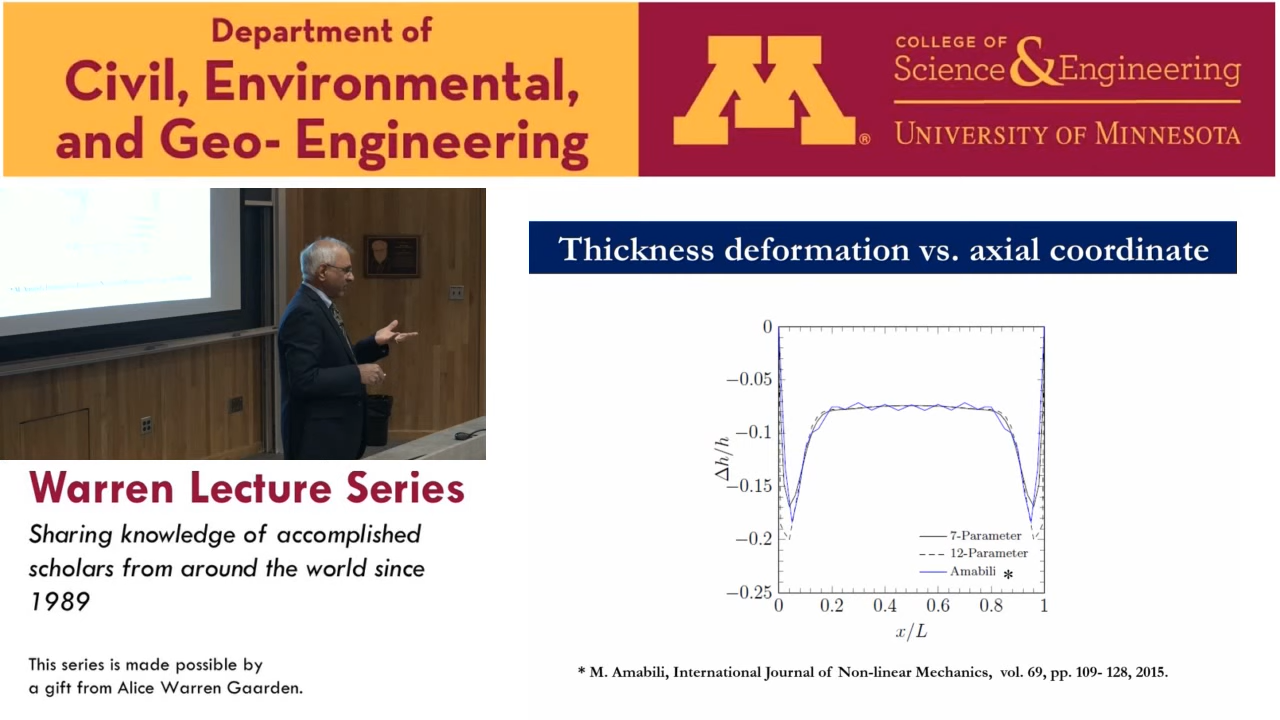 Department of
Civil, Environmental,
and Geo- Engineering
M®
COLLEGE OF
Science & Engineering
UNIVERSITY OF MINNESOTA
Warren Lecture Series
Sharing knowledge of accomplished
scholars from around the world since
1989
This series is made possible by
a gift from Alice Warren Gaarden.
Thickness deformation vs. axial coordinate
0
−0.05
−0.1
−0.15
−0.2
−0.25
Δh/h
7-Parameter
12-Parameter
Amabili *
0 0.2 0.4 0.6 0.8 1
x/L
* M. Amabili, International Journal of Non-linear Mechanics, vol. 69, pp. 109- 128, 2015.